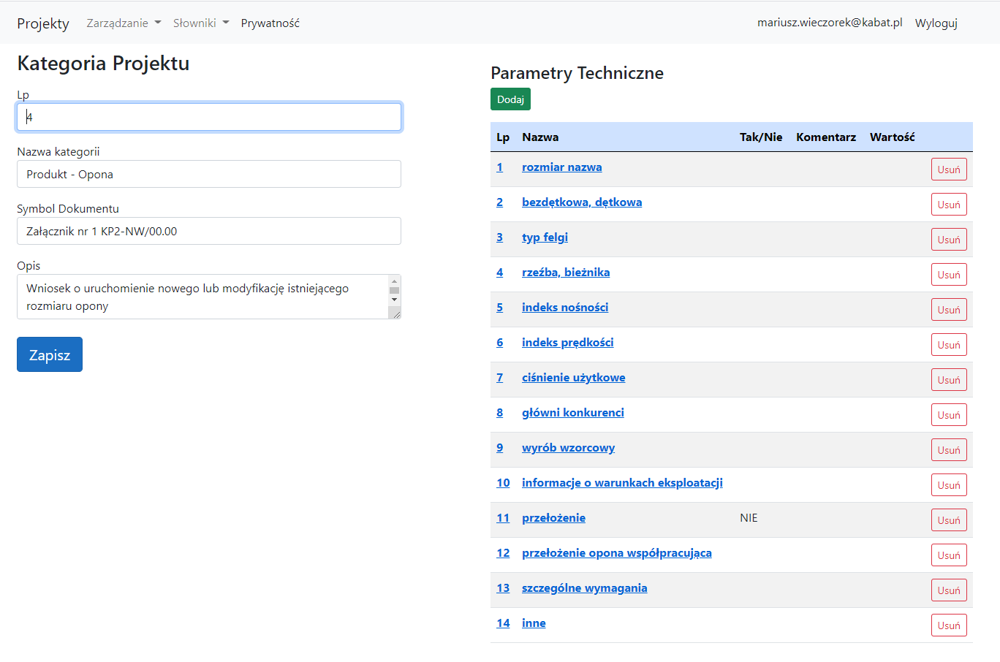 Projekty Zarządzanie Słowniki Prywatność mariusz.wieczorek@kabat.pl Wyloguj
Kategoria Projektu
Lp
4
Nazwa kategorii
Produkt - Opona
Symbol Dokumentu
Załącznik nr 1 KP2-NW/00.00
Opis
Wniosek o uruchomienie nowego lub modyfikację istniejącego
rozmiaru opony
Zapisz
Parametry Techniczne
Dodaj
Lp Nazwa Tak/Nie Komentarz Wartość
1 rozmiar nazwa Usuń
2 bezdętkowa, dętkowa Usuń
3 typ felgi Usuń
4 rzeźba, bieżnika Usuń
5 indeks nośności Usuń
6 indeks prędkości Usuń
7 ciśnienie użytkowe Usuń
8 główni konkurenci Usuń
9 wyrób wzorcowy Usuń
10 informacje o warunkach eksploatacji Usuń
11 przełożenie NIE Usuń
12 przełożenie opona współpracująca Usuń
13 szczególne wymagania Usuń
14 inne Usuń